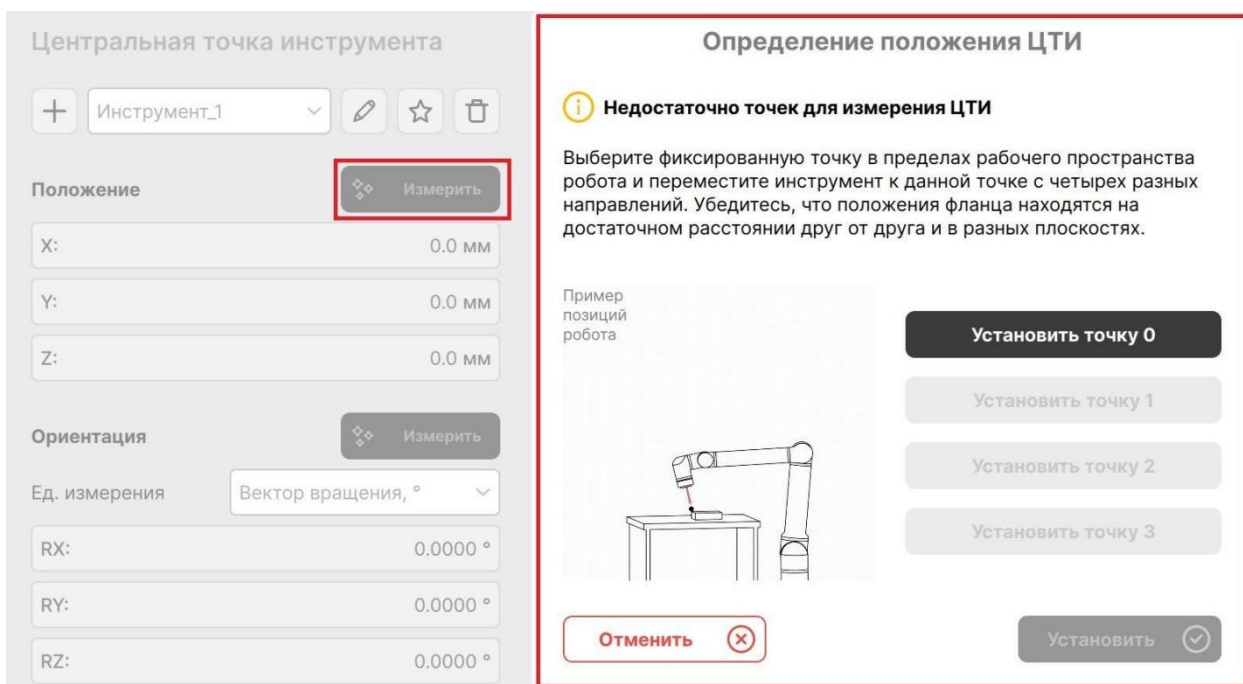 Центральная точка инструмента
Инструмент_1
Положение
Измерить
X: 0.0 мм
Y: 0.0 мм
Z: 0.0 мм
Ориентация
Измерить
Ед. измерения
Вектор вращения, °
RX: 0.0000 °
RY: 0.0000 °
RZ: 0.0000 °
Определение положения ЦТИ
Недостаточно точек для измерения ЦТИ
Выберите фиксированную точку в пределах рабочего пространства
робота и переместите инструмент к данной точке с четырех разных
направлений. Убедитесь, что положения фланца находятся на
достаточном расстоянии друг от друга и в разных плоскостях.
Пример
позиций
робота
Установить точку 0
Установить точку 1
Установить точку 2
Установить точку 3
Отменить
Установить